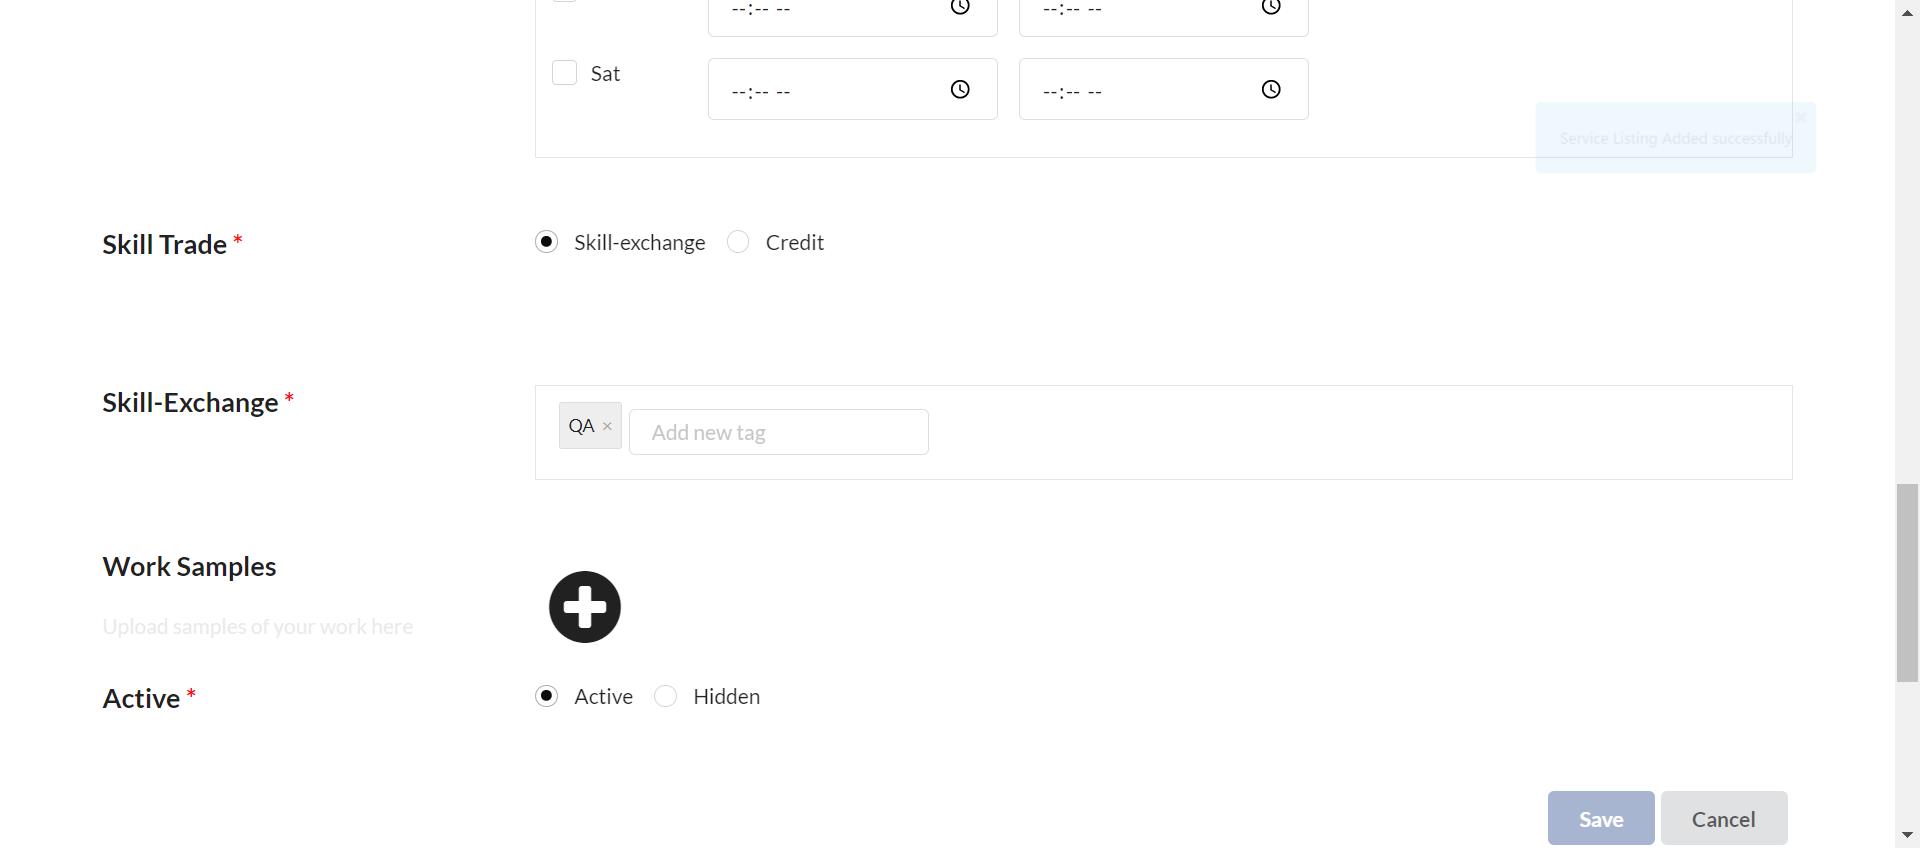 --:-- -- --:-- --
Sat --:-- -- --:-- --
Service Listing Added successfully
Skill Trade * Skill-exchange Credit
Skill-Exchange * QA × Add new tag
Work Samples
Upload samples of your work here
Active * Active Hidden
Save Cancel